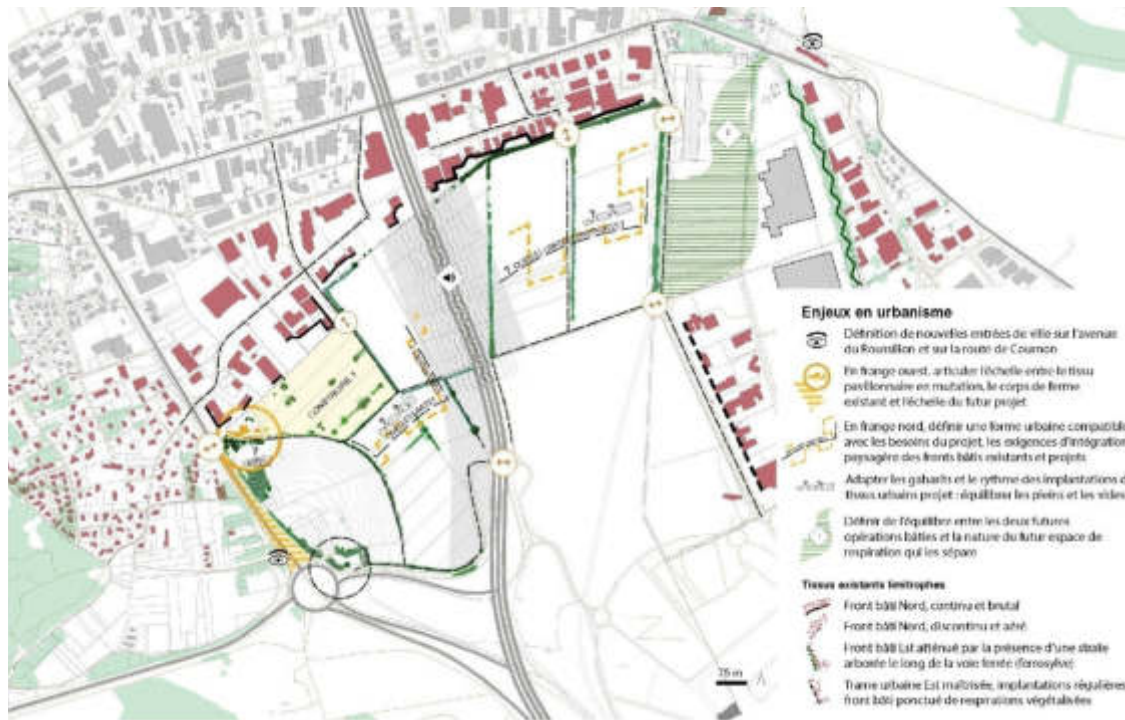 CONSTRUIRE ?
Enjeux en urbanisme
Définition de nouvelles entrées de ville sur l'avenue
du Roussillon et sur la route de Cournon
En frange ouest, articuler l'échelle entre le tissu
pavillonnaire en mutation, le corps de ferme
existant et l'échelle du futur projet
En frange nord, définir une forme urbaine compatible
avec les besoins du projet, les exigences d'intégration
paysagère des fronts bâtis existants et projets
Adapter les gabarits et le rythme des implantations d
tissus urbains projet : équilibrer les pleins et les vides
Définir de l'équilibre entre les deux futures
opérations bâties et la nature du futur espace de
respiration qui les sépare
Tissus existants limitrophes
Front bâti Nord, continu et brutal
Front bâti Nord, discontinu et aéré
Front bâti Est atténué par la présence d'une strate
arborée le long de la voie ferrée (ferrosylve)
Trame urbaine Est maîtrisée, implantations régulières
front bâti ponctué de respirations végétalisées
75 m